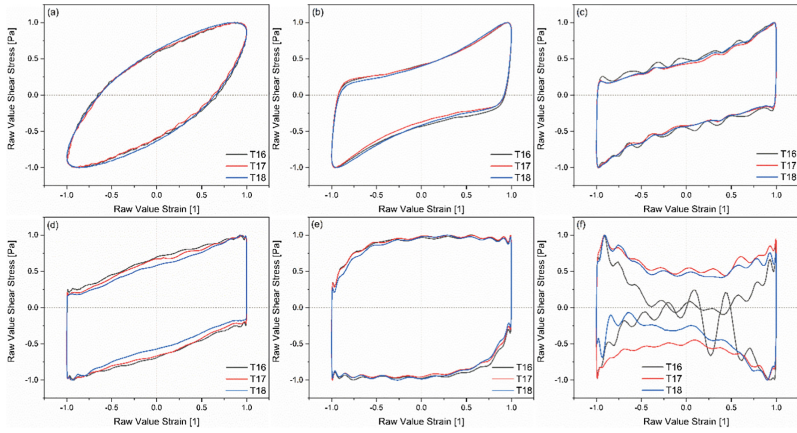 (a)
1.0
0.5
0.0
-0.5
-1.0
Raw Value Shear Stress [Pa]
-1.0 -0.5 0.0 0.5 1.0
Raw Value Strain [1]
T16
T17
T18
(b)
1.0
0.5
0.0
-0.5
-1.0
Raw Value Shear Stress [Pa]
-1.0 -0.5 0.0 0.5 1.0
Raw Value Strain [1]
T16
T17
T18
(c)
1.0
0.5
0.0
-0.5
-1.0
Raw Value Shear Stress [Pa]
-1.0 -0.5 0.0 0.5 1.0
Raw Value Strain [1]
T16
T17
T18
(d)
1.0
0.5
0.0
-0.5
-1.0
Raw Value Shear Stress [Pa]
-1.0 -0.5 0.0 0.5 1.0
Raw Value Strain [1]
T16
T17
T18
(e)
1.0
0.5
0.0
-0.5
-1.0
Raw Value Shear Stress [Pa]
-1.0 -0.5 0.0 0.5 1.0
Raw Value Strain [1]
T16
T17
T18
(f)
1.0
0.5
0.0
-0.5
-1.0
Raw Value Shear Stress [Pa]
-1.0 -0.5 0.0 0.5 1.0
Raw Value Strain [1]
T16
T17
T18